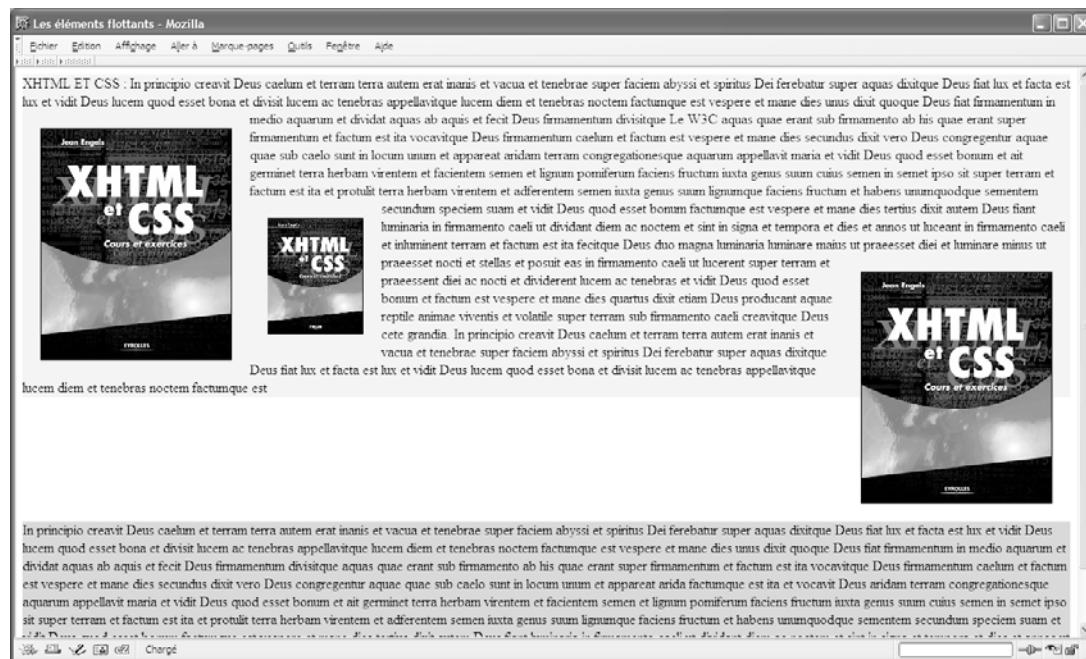 Les éléments flottants - Mozilla
Fichier Edition Affichage Aller à Marque-pages Outils Fenêtre Aide
XHTML ET CSS : In principio creavit Deus caelum et terram terra autem erat inanis et vacua et tenebrae super faciem abyssi et spiritus Dei ferebatur super aquas dixitque Deus fiat lux et facta est
lux et vidit Deus lucem quod esset bona et divisit lucem ac tenebras appellavitque lucem diem et tenebras noctem factumque est vespere et mane dies unus dixit quoque Deus fiat firmamentum in
medio aquarum et dividat aquas ab aquis et fecit Deus firmamentum divisitque Le W3C aquas quae erant sub firmamento ab his quae erant super
firmamentum et factum est ita vocavitque Deus firmamentum caelum et factum est vespere et mane dies secundus dixit vero Deus congregentur aquae
quae sub caelo sunt in locum unum et appareat aridam terram congregationesque aquarum appellavit maria et vidit Deus quod esset bonum et ait
germinet terra herbam virentem et facientem semen et lignum pomiferum faciens fructum iuxta genus suum cuius semen in semet ipso sit super terram et
factum est ita et protulit terra herbam virentem et adferentem semen iuxta genus suum lignumque faciens fructum et habens unumquodque sementem
secundum speciem suam et vidit Deus quod esset bonum factumque est vespere et mane dies tertius dixit autem Deus fiant
luminaria in firmamento caeli ut dividant diem ac noctem et sint in signa et tempora et dies et annos ut luceant in firmamento caeli
et inluminent terram et factum est ita fecitque Deus duo magna luminaria luminare maius ut praeesset diei et luminare minus ut
praeesset nocti et stellas et posuit eas in firmamento caeli ut lucerent super terram et
praeessent diei ac nocti et dividerent lucem ac tenebras et vidit Deus quod esset
bonum et factum est vespere et mane dies quartus dixit etiam Deus producant aquae
reptile animae viventis et volatile super terram sub firmamento caeli creavitque Deus
cete grandia. In principio creavit Deus caelum et terram terra autem erat inanis et
vacua et tenebrae super faciem abyssi et spiritus Dei ferebatur super aquas dixitque
Deus fiat lux et facta est lux et vidit Deus lucem quod esset bona et divisit lucem ac tenebras appellavitque
lucem diem et tenebras noctem factumque est
Jean Engels
XHTML
et CSS
Cours et exercices
EYROLLES
XHTML
et CSS
Cours et exercices
Jean Engels
XHTML
et CSS
Cours et exercices
EYROLLES
In principio creavit Deus caelum et terram terra autem erat inanis et vacua et tenebrae super faciem abyssi et spiritus Dei ferebatur super aquas dixitque Deus fiat lux et facta est lux et vidit Deus
lucem quod esset bona et divisit lucem ac tenebras appellavitque lucem diem et tenebras noctem factumque est vespere et mane dies unus dixit quoque Deus fiat firmamentum in medio aquarum et
dividat aquas ab aquis et fecit Deus firmamentum divisitque aquas quae erant sub firmamento ab his quae erant super firmamentum et factum est ita vocavitque Deus firmamentum caelum et factum
est vespere et mane dies secundus dixit vero Deus congregentur aquae quae sub caelo sunt in locum unum et appareat arida factumque est ita et vocavit Deus aridam terram congregationesque
aquarum appellavit maria et vidit Deus quod esset bonum et ait germinet terra herbam virentem et facientem semen et lignum pomiferum faciens fructum iuxta genus suum cuius semen in semet ipso
sit super terram et factum est ita et protulit terra herbam virentem et adferentem semen iuxta genus suum lignumque faciens fructum et habens unumquodque sementem secundum speciem suam et
Chargé